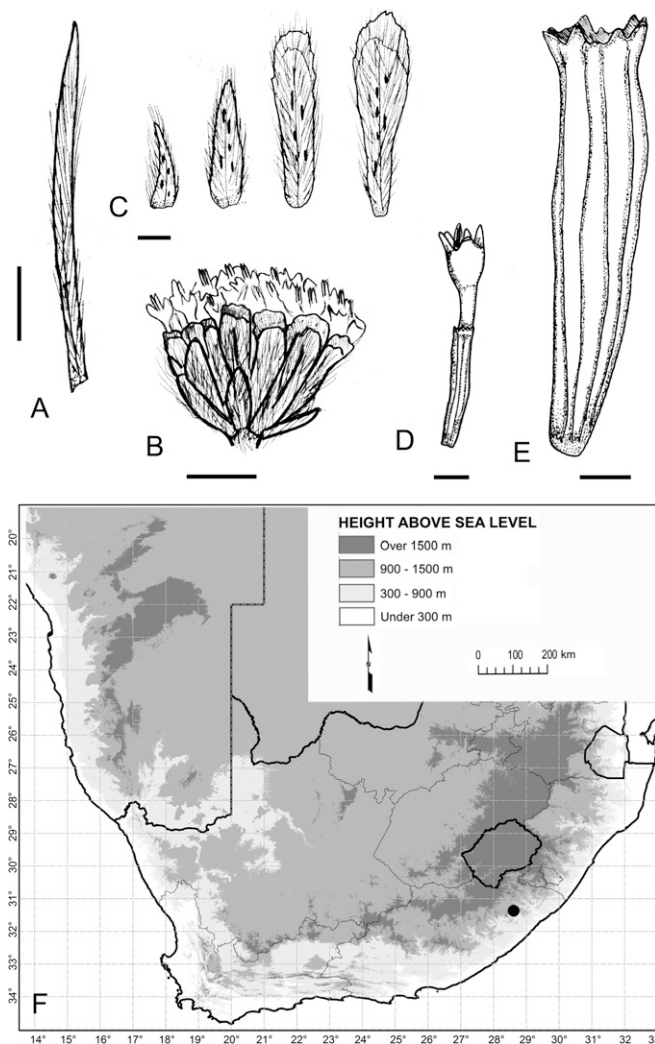 C
A
B
D
E
HEIGHT ABOVE SEA LEVEL
Over 1500 m
900 - 1500 m
300 - 900 m
Under 300 m
N
0 100 200 km
20°
21°
22°
23°
24°
25°
26°
27°
28°
29°
30°
31°
32°
33°
34°
F
14° 15° 16° 17° 18° 19° 20° 21° 22° 23° 24° 25° 26° 27° 28° 29° 30° 31° 32° 33